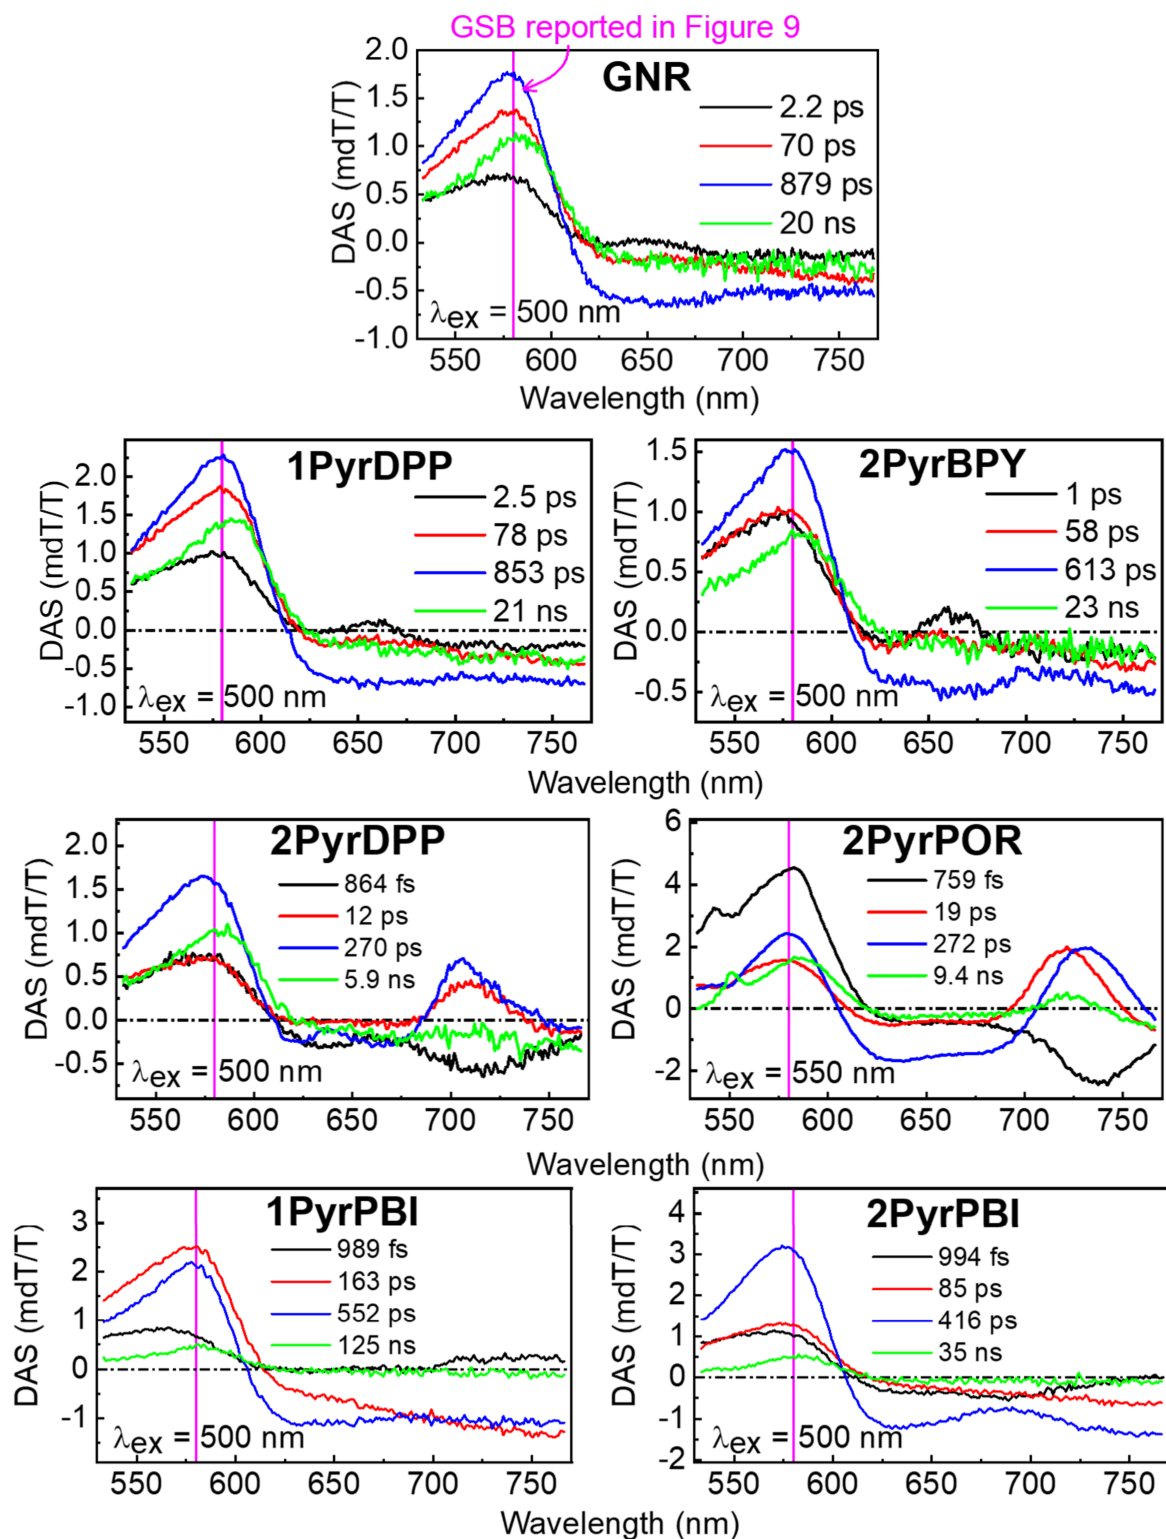 GSB reported in Figure 9
GNR
2.0
1.5
1.0
0.5
0.0
-0.5
-1.0
DAS (mdT/T)
2.2 ps
70 ps
879 ps
20 ns
λex = 500 nm
550 600 650 700 750
Wavelength (nm)
1PyrDPP
2.0
1.5
1.0
0.5
0.0
-0.5
-1.0
DAS (mdT/T)
2.5 ps
78 ps
853 ps
21 ns
λex = 500 nm
550 600 650 700 750
2PyrBPY
1.5
1.0
0.5
0.0
-0.5
DAS (mdT/T)
1 ps
58 ps
613 ps
23 ns
λex = 500 nm
550 600 650 700 750
Wavelength (nm)
2PyrDPP
2.0
1.5
1.0
0.5
0.0
-0.5
DAS (mdT/T)
864 fs
12 ps
270 ps
5.9 ns
λex = 500 nm
550 600 650 700 750
2PyrPOR
6
4
2
0
-2
DAS (mdT/T)
759 fs
19 ps
272 ps
9.4 ns
λex = 550 nm
550 600 650 700 750
Wavelength (nm)
1PyrPBI
3
2
1
0
-1
DAS (mdT/T)
989 fs
163 ps
552 ps
125 ns
λex = 500 nm
550 600 650 700 750
2PyrPBI
4
3
2
1
0
-1
-2
DAS (mdT/T)
994 fs
85 ps
416 ps
35 ns
λex = 500 nm
550 600 650 700 750
Wavelength (nm)